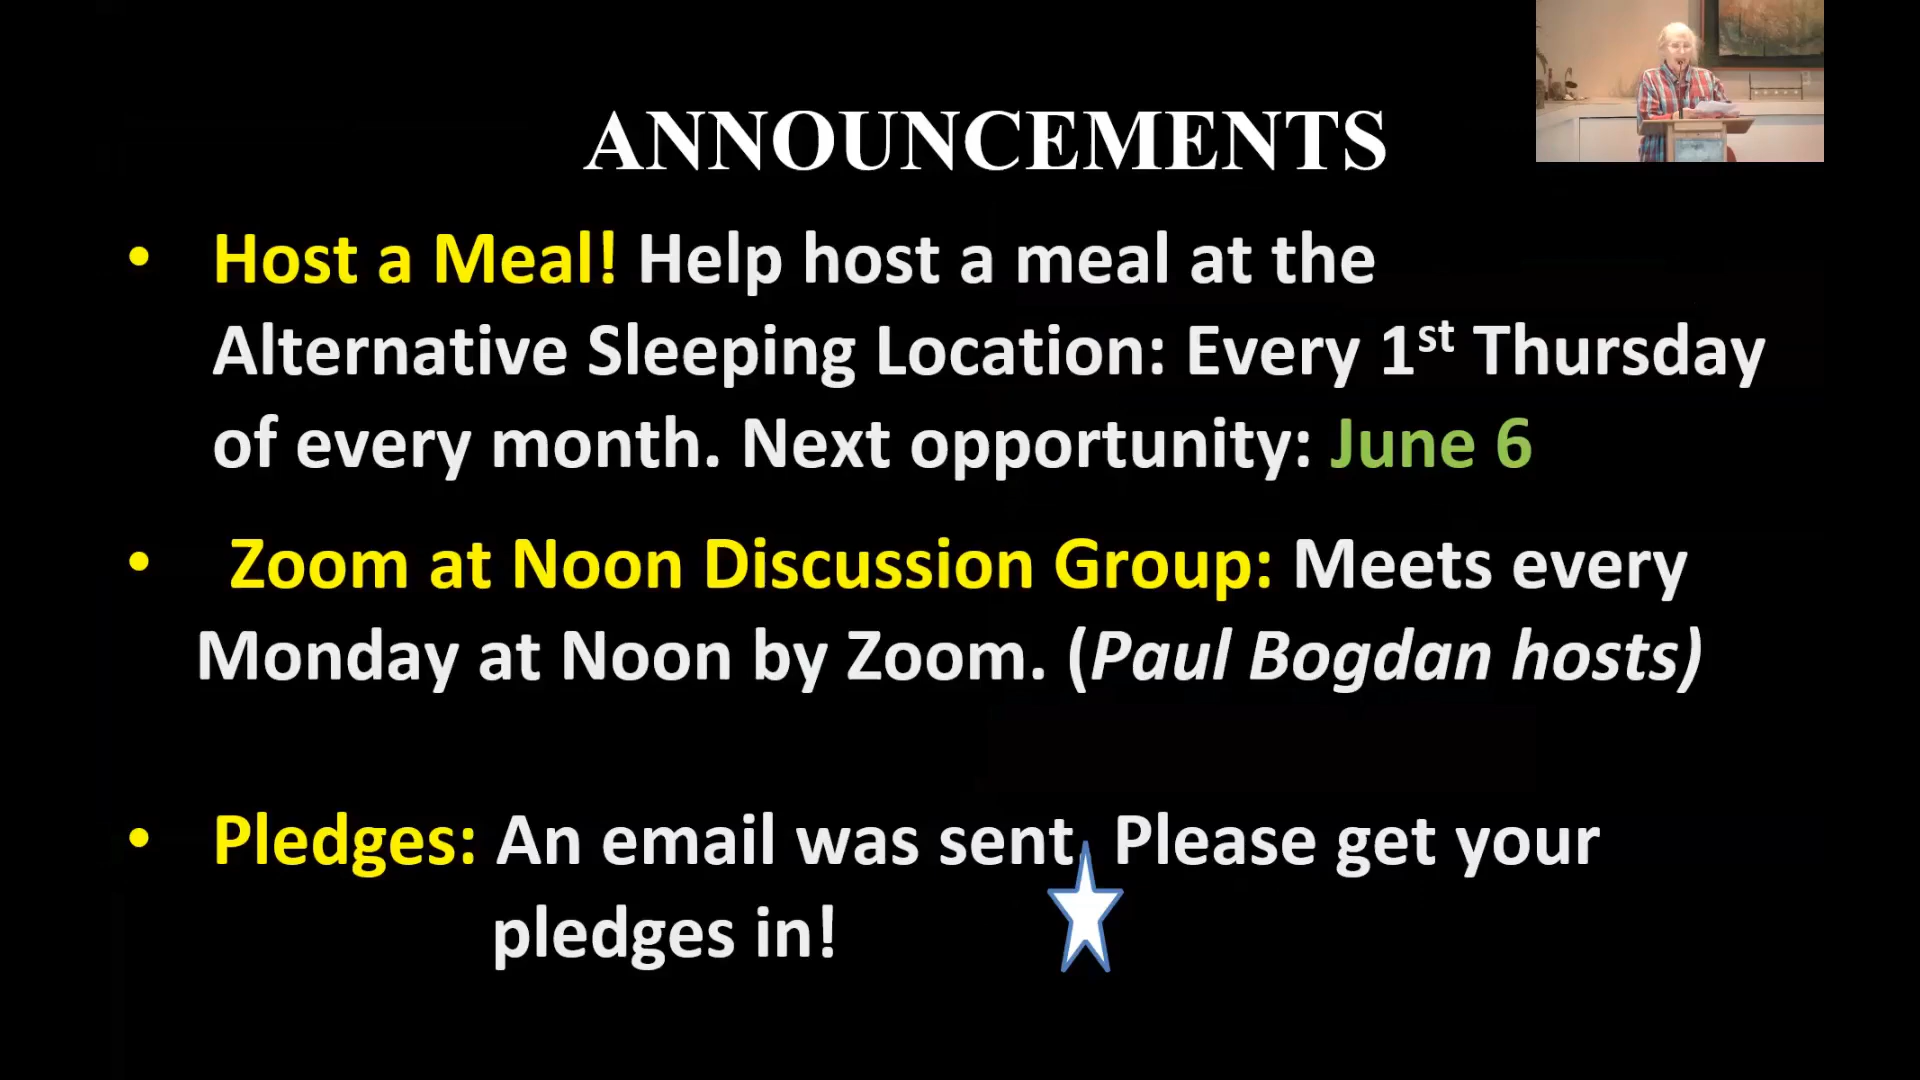 ANNOUNCEMENTS
• Host a Meal! Help host a meal at the
Alternative Sleeping Location: Every 1st Thursday
of every month. Next opportunity: June 6
• Zoom at Noon Discussion Group: Meets every
Monday at Noon by Zoom. (Paul Bogdan hosts)
• Pledges: An email was sent. Please get your
pledges in!